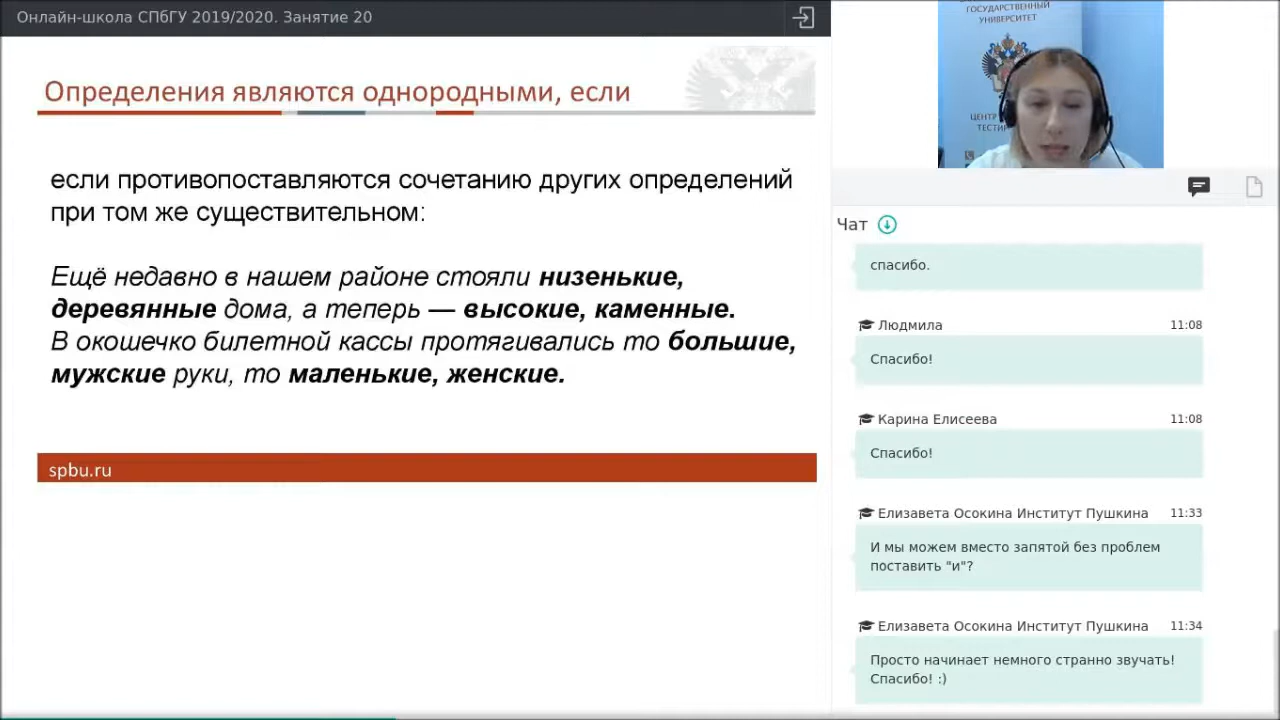 Онлайн-школа СПбГУ 2019/2020. Занятие 20
Определения являются однородными, если
если противопоставляются сочетанию других определений
при том же существительном:
Ещё недавно в нашем районе стояли низенькие,
деревянные дома, а теперь — высокие, каменные.
В окошечко билетной кассы протягивались то большие,
мужские руки, то маленькие, женские.
spbu.ru
ГОСУДАРСТВЕННЫЙ
УНИВЕРСИТЕТ
Чат
спасибо.
Людмила 11:08
Спасибо!
Карина Елисеева 11:08
Спасибо!
Елизавета Осокина Институт Пушкина 11:33
И мы можем вместо запятой без проблем
поставить "и"?
Елизавета Осокина Институт Пушкина 11:34
Просто начинает немного странно звучать!
Спасибо! :)